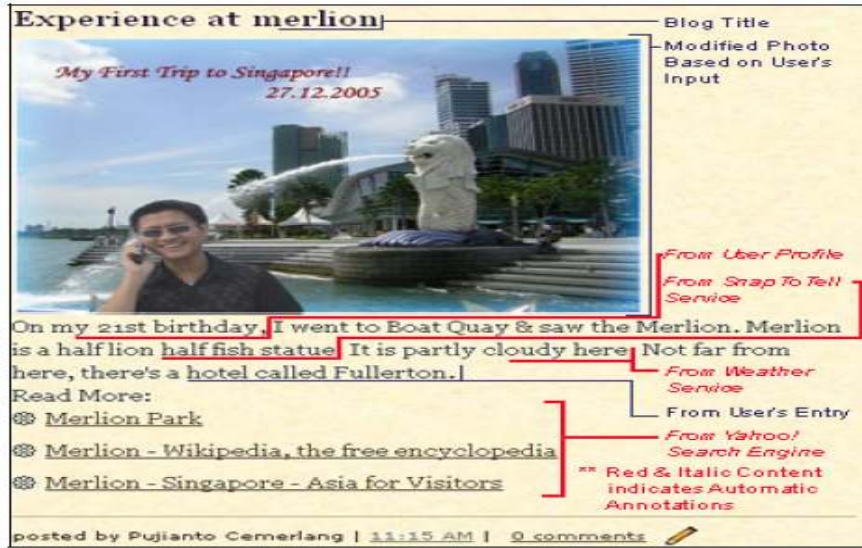 Experience at merlion
Blog Title
Modified Photo
Based on User's
Input
My First Trip to Singapore!!
27.12.2005
From User Profile
From Snap To Tell
Service
On my 21st birthday, I went to Boat Quay & saw the Merlion. Merlion
is a half lion half fish statue. It is partly cloudy here. Not far from
here, there's a hotel called Fullerton.
From Weather
Service
From User's Entry
Read More:
Merlion Park
Merlion - Wikipedia, the free encyclopedia
Merlion - Singapore - Asia for Visitors
From Yahoo!
Search Engine
** Red & Italic Content
indicates Automatic
Annotations
posted by Pujianto Cemerlang | 11:15 AM | 0 comments